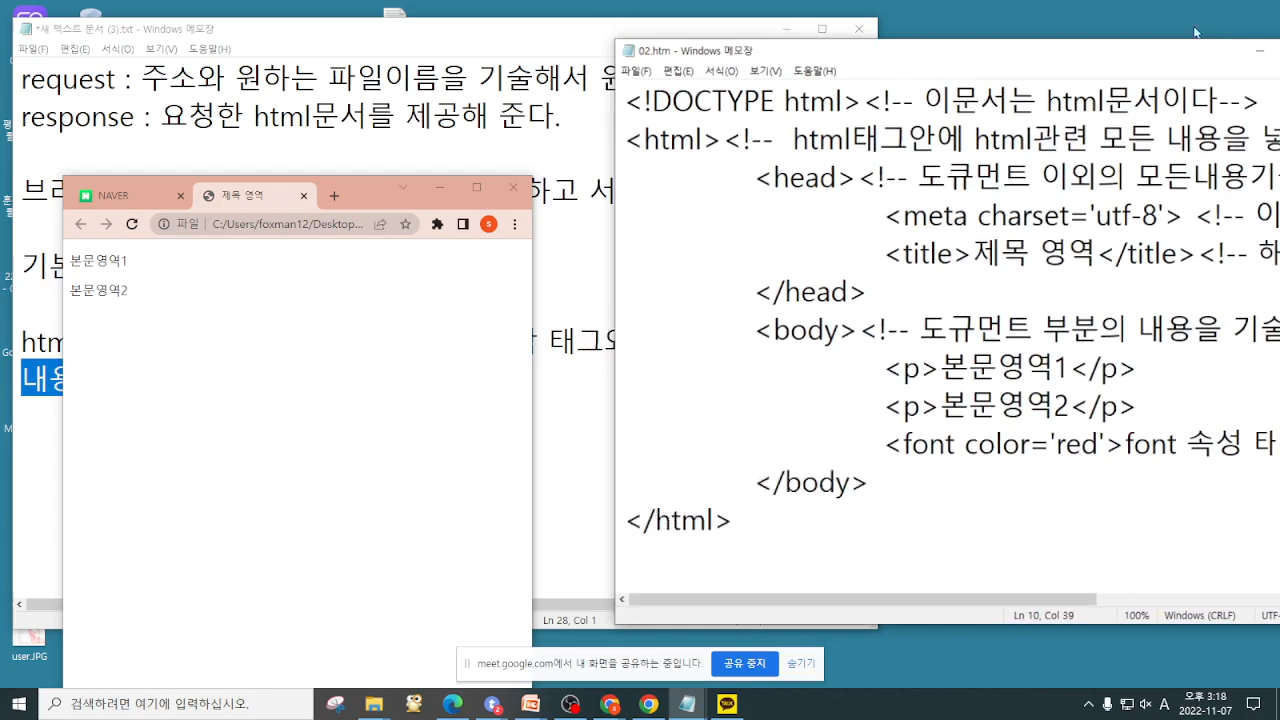 *새 텍스트 문서 (3).txt - Windows 메모장
파일(F) 편집(E) 서식(O) 보기(V) 도움말(H)
request : 주소와 원하는 파일이름을 기술해서
response : 요청한 html문서를 제공해 준다.
하고 서
기본
htm
태그
내용
Ln 28, Col 1
NAVER
제목 영역
파일 C:/Users/foxman12/Desktop...
s
본문영역1
본문영역2
02.htm - Windows 메모장
파일(F) 편집(E) 서식(O) 보기(V) 도움말(H)
<!DOCTYPE html><!-- 이문서는 html문서이다-->
<html><!-- html태그안에 html관련 모든 내용을
<head><!-- 도큐먼트 이외의 모든내용기
<meta charset='utf-8'> <!-- 이
<title>제목 영역</title><!-- 해
</head>
<body><!-- 도규먼트 부분의 내용을 기술
<p>본문영역1</p>
<p>본문영역2</p>
<font color='red'>font 속성 태
</body>
</html>
Ln 10, Col 39 100% Windows (CRLF) UTF-
user.JPG
meet.google.com에서 내 화면을 공유하는 중입니다. 공유 중지 숨기기
검색하려면 여기에 입력하십시오.
TALK
A
오후 3:18
2022-11-07